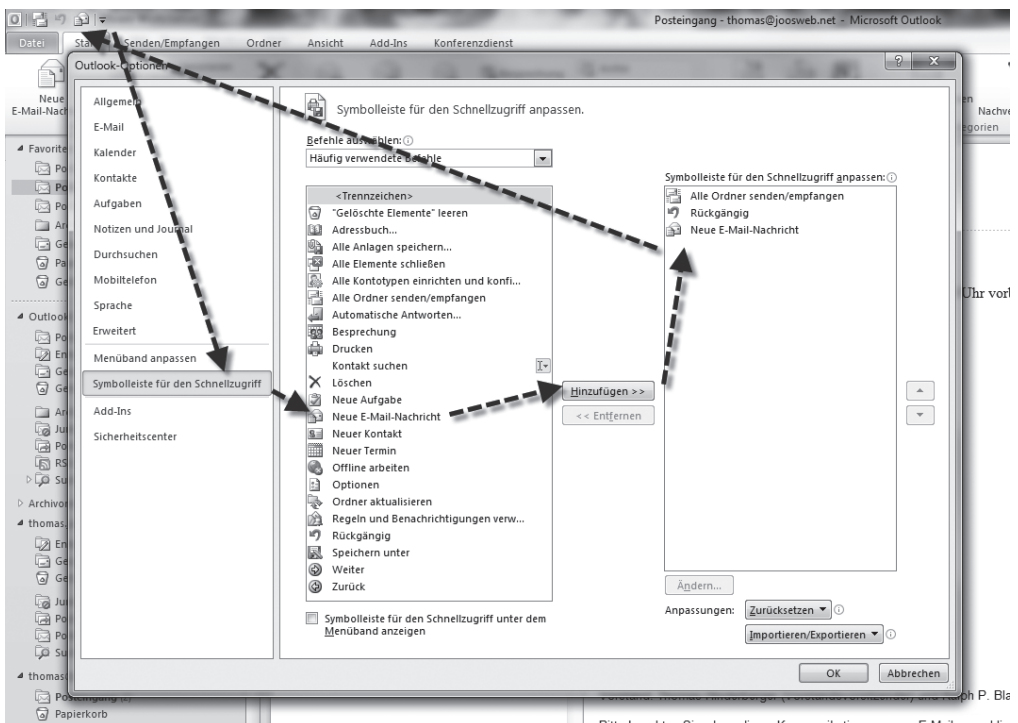 Posteingang - thomas@joosweb.net - Microsoft Outlook
Datei
Senden/Empfangen
Ordner
Ansicht
Add-Ins
Konferenzdienst
Neue
Outlook-Optionen
Allgemein
E-Mail
Kalender
Kontakte
Aufgaben
Notizen und Journal
Durchsuchen
Mobiltelefon
Sprache
Erweitert
Menüband anpassen
Symbolleiste für den Schnellzugriff
Add-Ins
Sicherheitscenter
Symbolleiste für den Schnellzugriff anpassen.
Befehle auswählen:
Häufig verwendete Befehle
<Trennzeichen>
"Gelöschte Elemente" leeren
Adressbuch...
Alle Anlagen speichern...
Alle Elemente schließen
Alle Kontotypen einrichten und konfi...
Alle Ordner senden/empfangen
Automatische Antworten...
Besprechung
Drucken
Kontakt suchen
Löschen
Neue Aufgabe
Neue E-Mail-Nachricht
Neuer Kontakt
Neuer Termin
Offline arbeiten
Optionen
Ordner aktualisieren
Regeln und Benachrichtigungen verw...
Rückgängig
Speichern unter
Weiter
Zurück
Symbolleiste für den Schnellzugriff unter dem
Menüband anzeigen
Hinzufügen >>
<< Entfernen
Symbolleiste für den Schnellzugriff anpassen:
Alle Ordner senden/empfangen
Rückgängig
Neue E-Mail-Nachricht
Ändern...
Anpassungen:
Zurücksetzen
Importieren/Exportieren
OK
Abbrechen
Uhr
Papierkorb